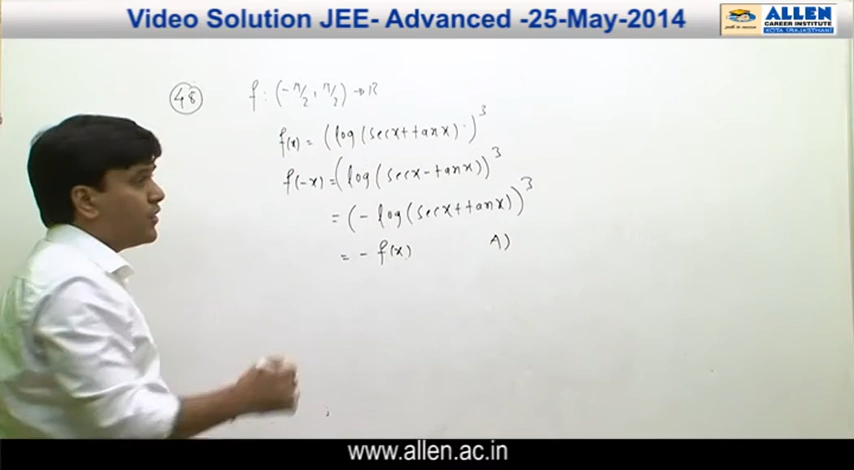 Video Solution JEE- Advanced -25-May-2014
ALLEN
CAREER INSTITUTE
KOTA (RAJASTHAN)
48 f : (-π/2, π/2) → R
f(x) = (log(secx+tanx))³
f(-x) = (log(secx-tanx))³
= (-log(secx+tanx))³
= - f(x) A)
www.allen.ac.in